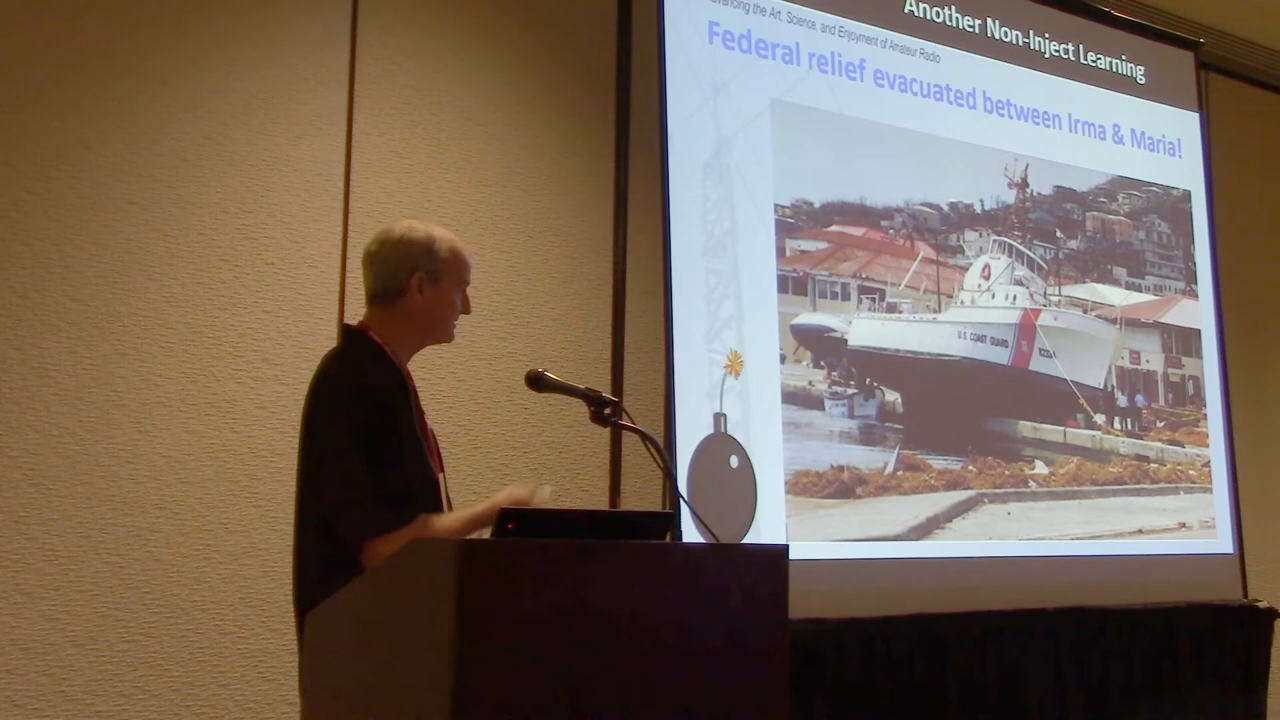 Another Non-Inject Learning
the Art, Science, and Enjoyment of Amateur Radio
Federal relief evacuated between Irma & Maria!
U.S. COAST GUARD